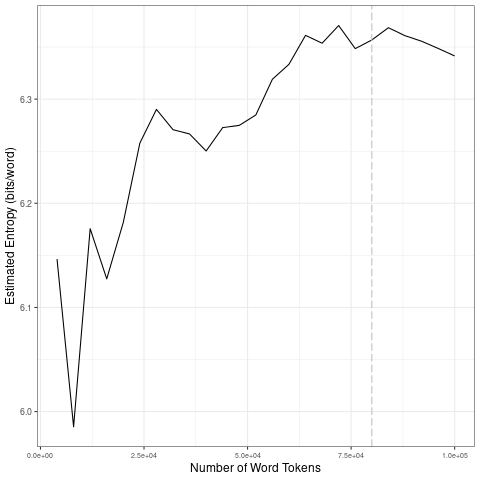 Estimated Entropy (bits/word)
6.3
6.2
6.1
6.0
0.0e+00 2.5e+04 5.0e+04 7.5e+04 1.0e+05
Number of Word Tokens